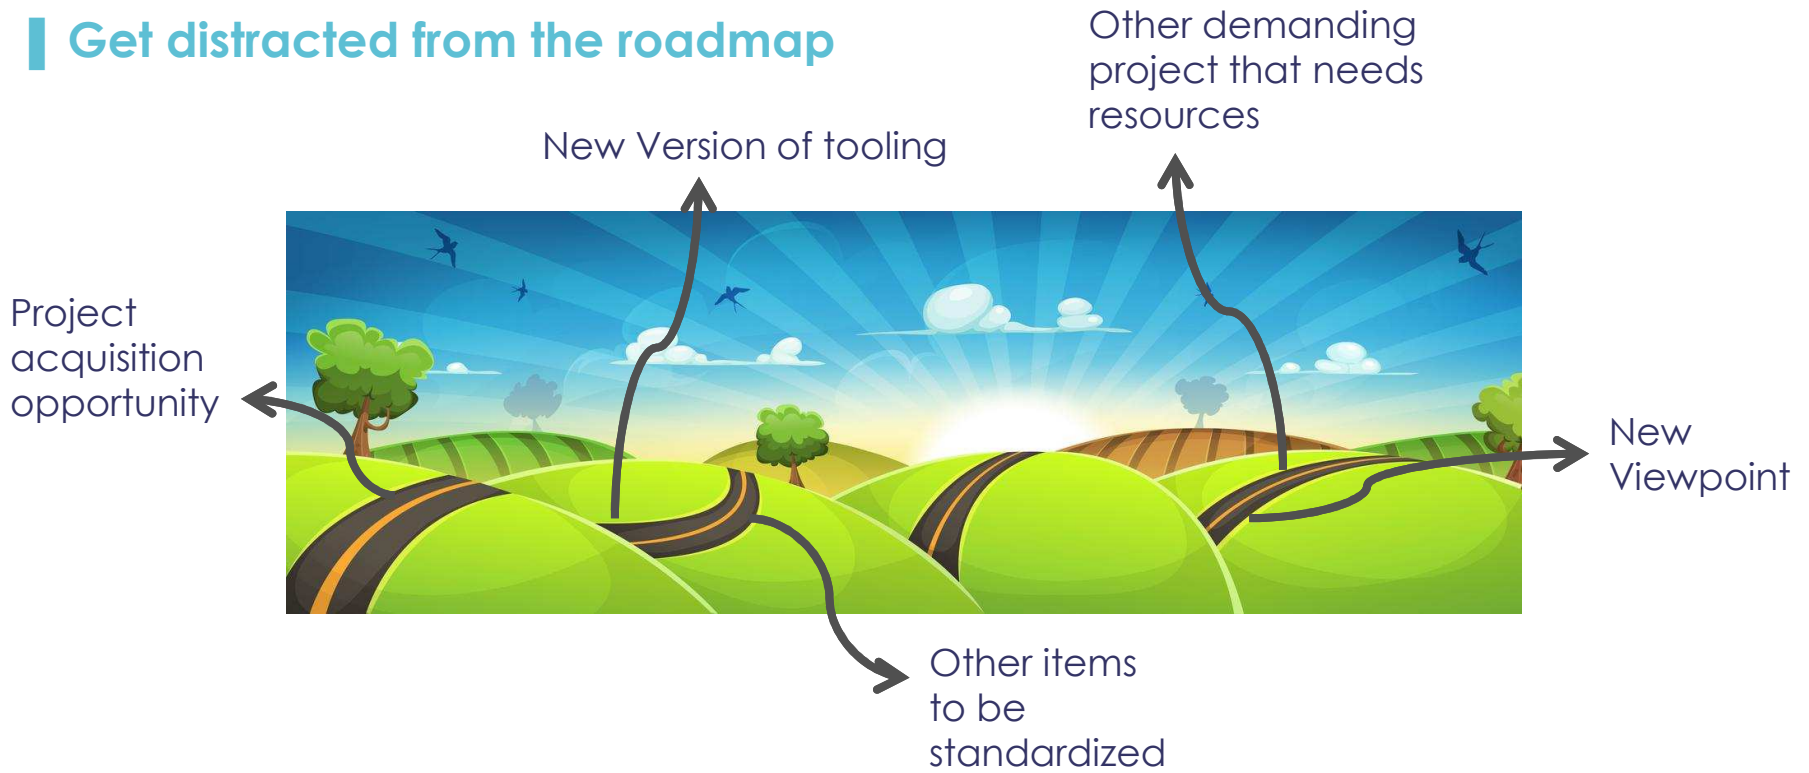 Get distracted from the roadmap
Other demanding
project that needs
resources
New Version of tooling
Project
acquisition
opportunity
New
Viewpoint
Other items
to be
standardized